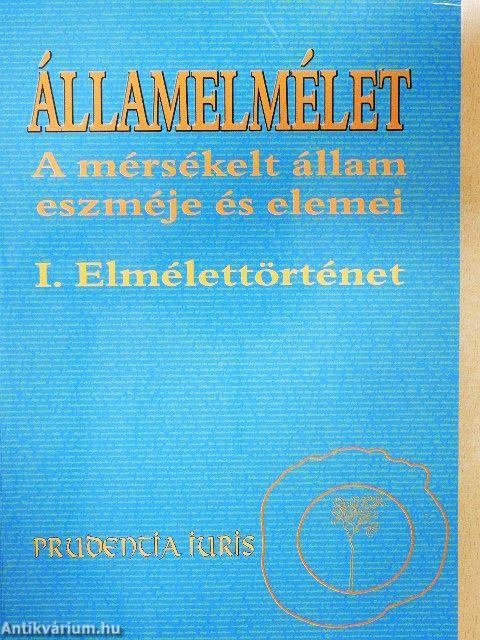 ÁLLAMELMÉLET
A mérsékelt állam
eszméje és elemei
I. Elmélettörténet
PRUDENTIA IURIS
Antikvárium.hu